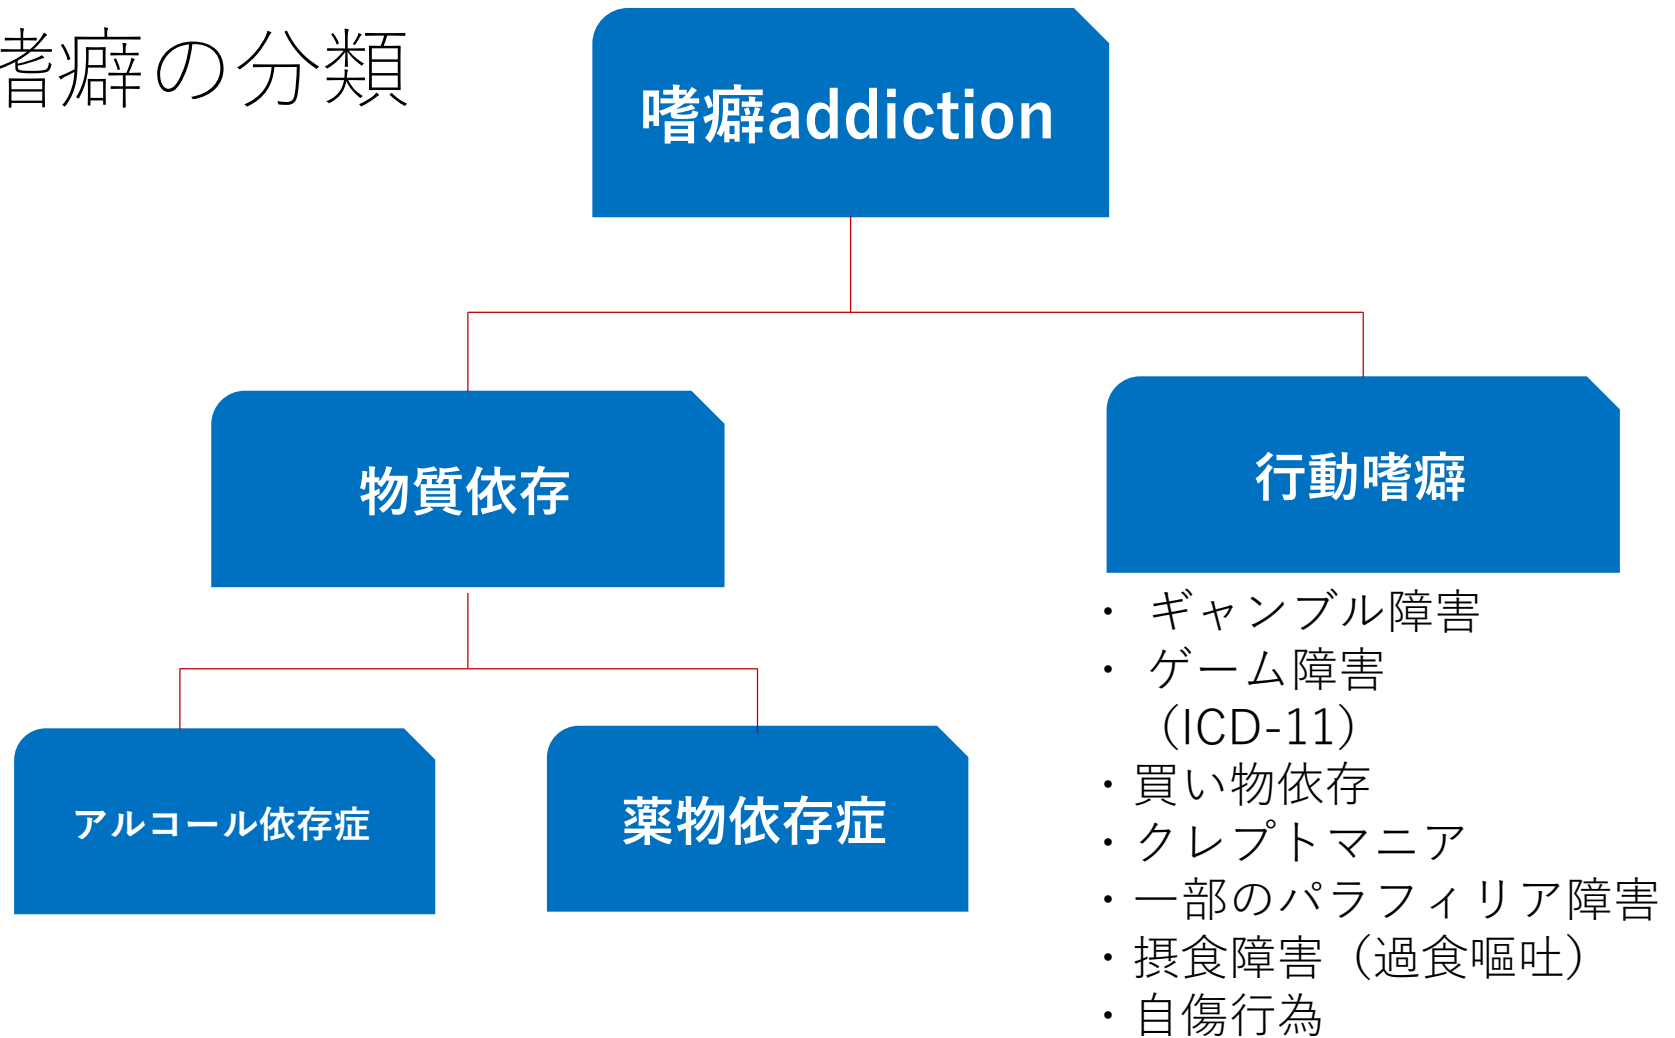 嗜癖の分類
嗜癖addiction
物質依存
行動嗜癖
アルコール依存症
薬物依存症
・ ギャンブル障害
・ ゲーム障害
（ICD-11）
・買い物依存
・クレプトマニア
・一部のパラフィリア障害
・摂食障害（過食嘔吐）
・自傷行為